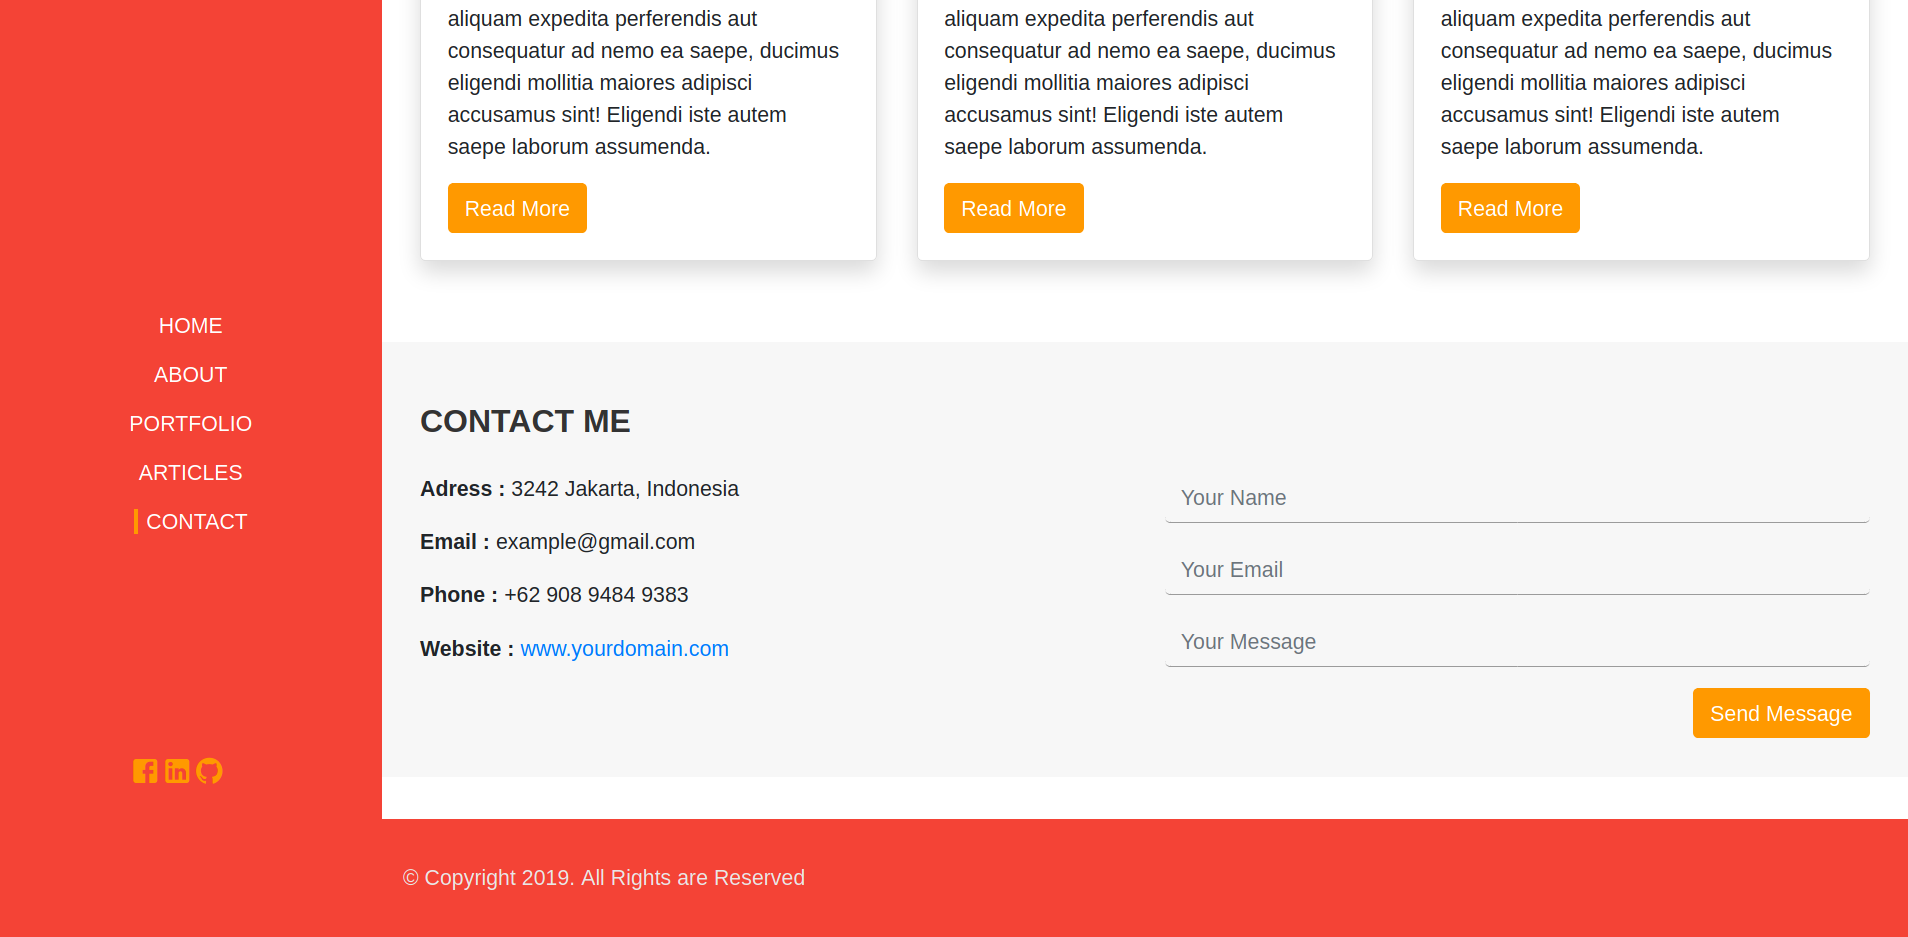 HOME
ABOUT
PORTFOLIO
ARTICLES
CONTACT
aliquam expedita perferendis aut
consequatur ad nemo ea saepe, ducimus
eligendi mollitia maiores adipisci
accusamus sint! Eligendi iste autem
saepe laborum assumenda.
Read More
aliquam expedita perferendis aut
consequatur ad nemo ea saepe, ducimus
eligendi mollitia maiores adipisci
accusamus sint! Eligendi iste autem
saepe laborum assumenda.
Read More
aliquam expedita perferendis aut
consequatur ad nemo ea saepe, ducimus
eligendi mollitia maiores adipisci
accusamus sint! Eligendi iste autem
saepe laborum assumenda.
Read More
CONTACT ME
Adress : 3242 Jakarta, Indonesia
Email : example@gmail.com
Phone : +62 908 9484 9383
Website : www.yourdomain.com
Your Name
Your Email
Your Message
Send Message
© Copyright 2019. All Rights are Reserved